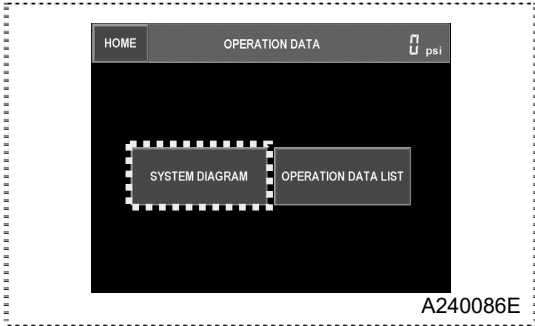 HOME OPERATION DATA 0 psi
SYSTEM DIAGRAM OPERATION DATA LIST
A240086E